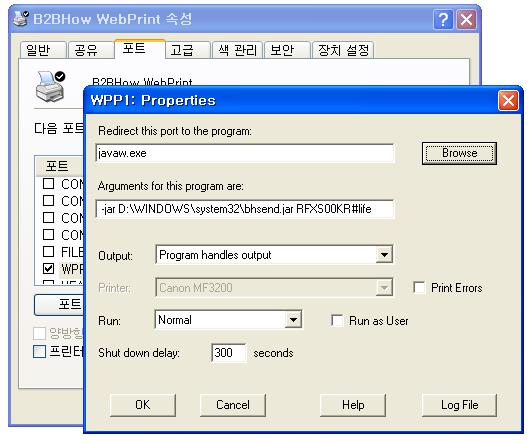 B2BHow WebPrint 속성
일반 공유 포트 고급 색 관리 보안 장치 설정
B2BHow WebPrint
다음 포트
포트
CON
CON
CON
CON
FILE
WPP
포트
양방향
프린터
WPP1: Properties
Redirect this port to the program:
javaw.exe
Browse
Arguments for this program are:
-jar D:\WINDOWS\system32\bhsend.jar RFXS00KR#life
Output: Program handles output
Printer: Canon MF3200 Print Errors
Run: Normal Run as User
Shut down delay: 300 seconds
OK Cancel Help Log File